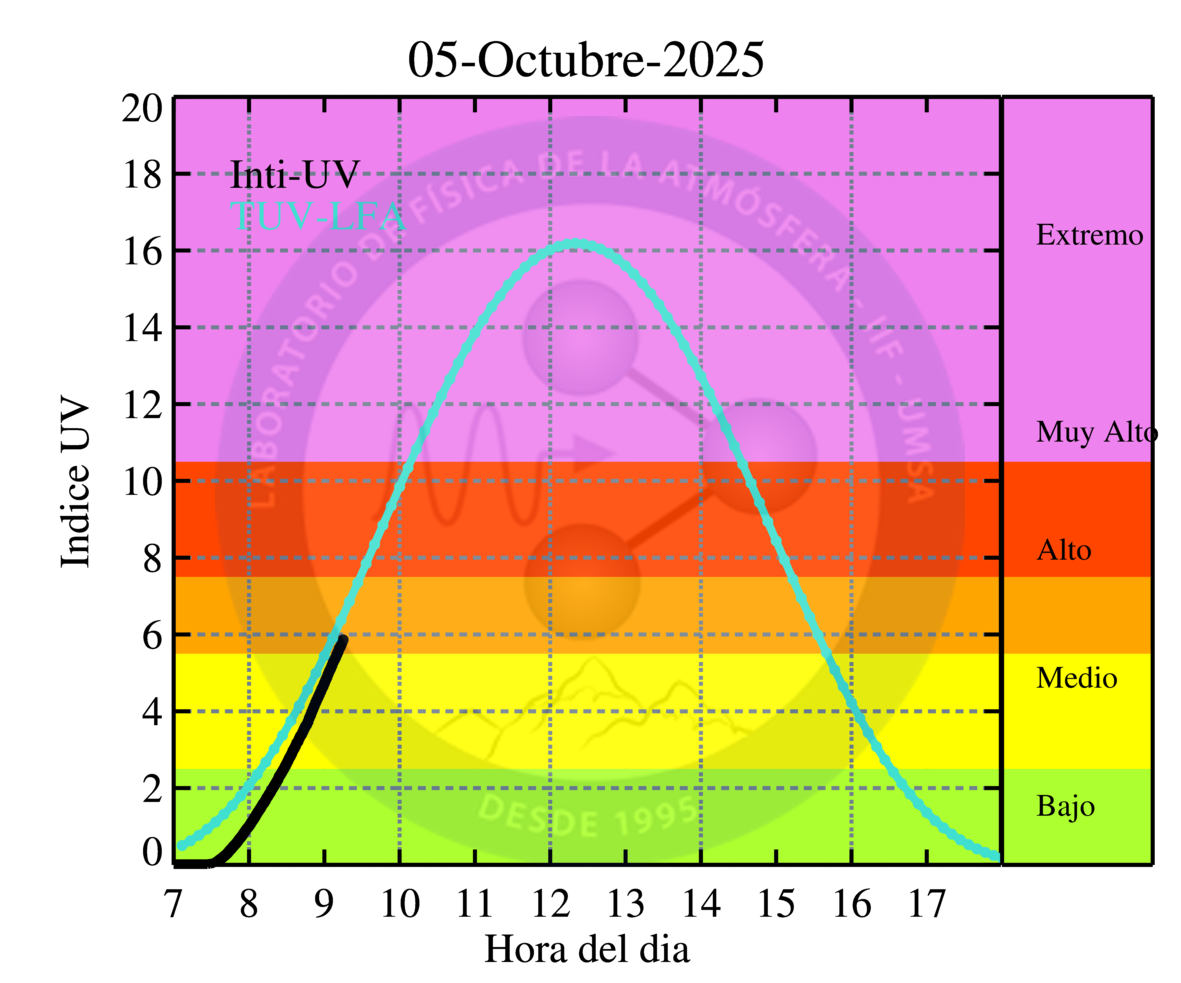 05-Octubre-2025
20
18
16
14
12
10
8
6
4
2
0
Indice UV
Inti-UV
TUV-LFA
LABORATORIO DE FÍSICA DE LA ATMÓSFERA - IIF - UMSA
DESDE 1995
Extremo
Muy Alto
Alto
Medio
Bajo
7 8 9 10 11 12 13 14 15 16 17
Hora del dia